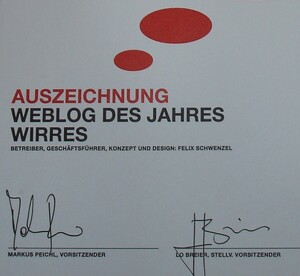 AUSZEICHNUNG
WEBLOG DES JAHRES
WIRRES
BETREIBER, GESCHÄFTSFÜHRER, KONZEPT UND DESIGN: FELIX SCHWENZEL
MARKUS PEICHL, VORSITZENDER
LO BREIER, STELLV. VORSITZENDER